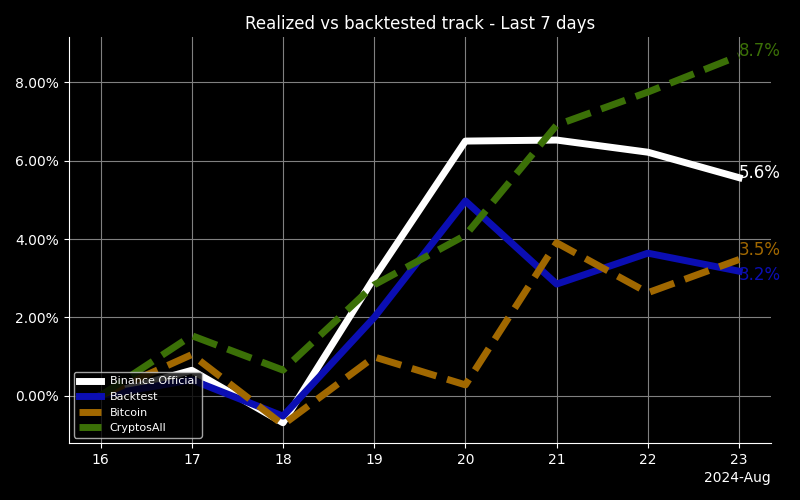 Realized vs backtested track - Last 7 days
8.7%
8.00%
6.00%
5.6%
4.00%
3.5%
3.2%
2.00%
0.00%
Binance Official
Backtest
Bitcoin
CryptosAll
16 17 18 19 20 21 22 23
2024-Aug